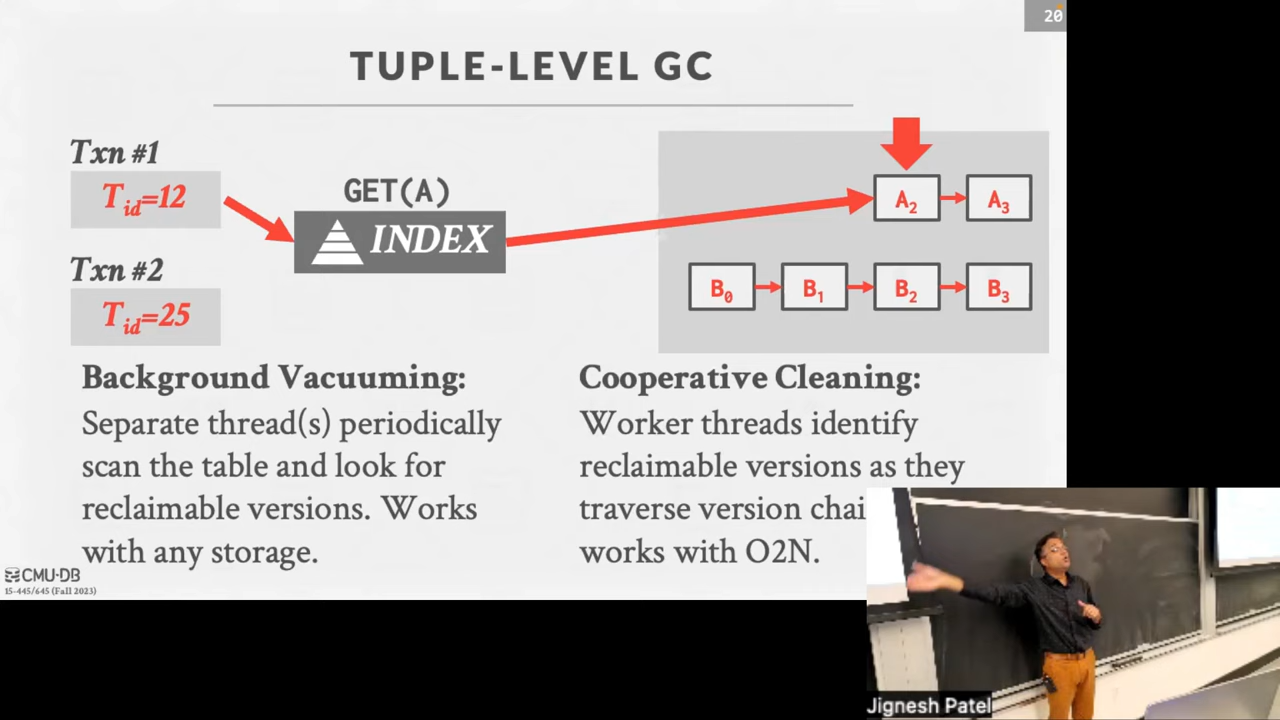 20
TUPLE-LEVEL GC
Txn #1
Tid=12
GET(A)
INDEX
A2
A3
Txn #2
Tid=25
B0
B1
B2
B3
Background Vacuuming:
Separate thread(s) periodically
scan the table and look for
reclaimable versions. Works
with any storage.
Cooperative Cleaning:
Worker threads identify
reclaimable versions as they
traverse version
works with O2N.
CMU-DB
15-445/645 (Fall 2023)
Jignesh Patel